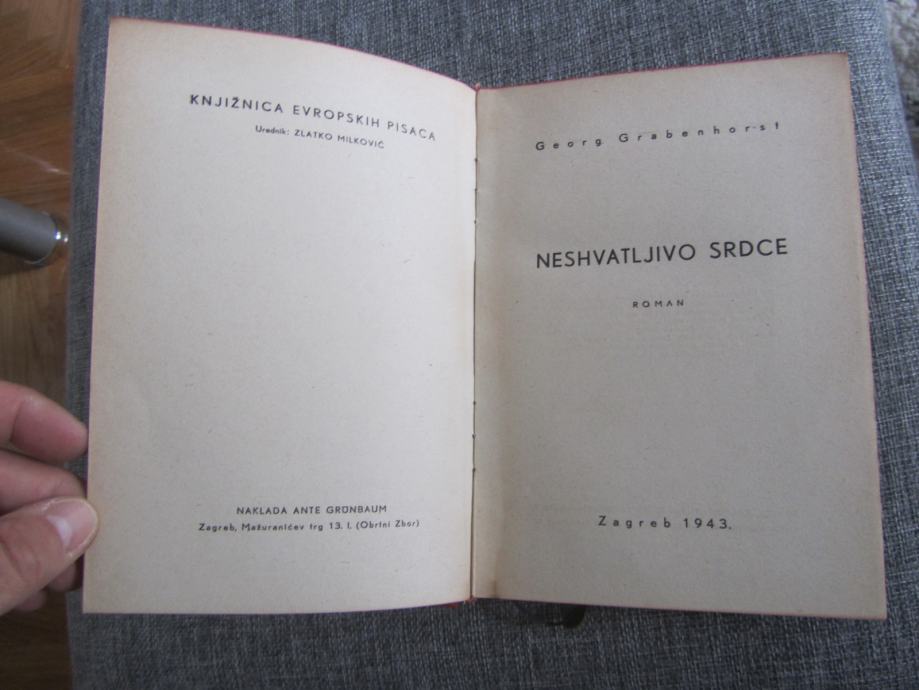 KNJIŽNICA EVROPSKIH PISACA
Urednik: ZLATKO MILKOVIĆ
NAKLADA ANTE GRÜNBAUM
Zagreb, Mažuranićev trg 13. I. (Obrtni Zbor)
Georg Grabenhorst
NESHVATLJIVO SRDCE
ROMAN
Zagreb 1943.